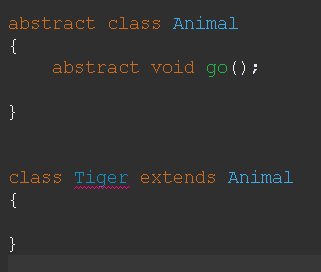 abstract class Animal
{
    abstract void go();
}
class Tiger extends Animal
{
}